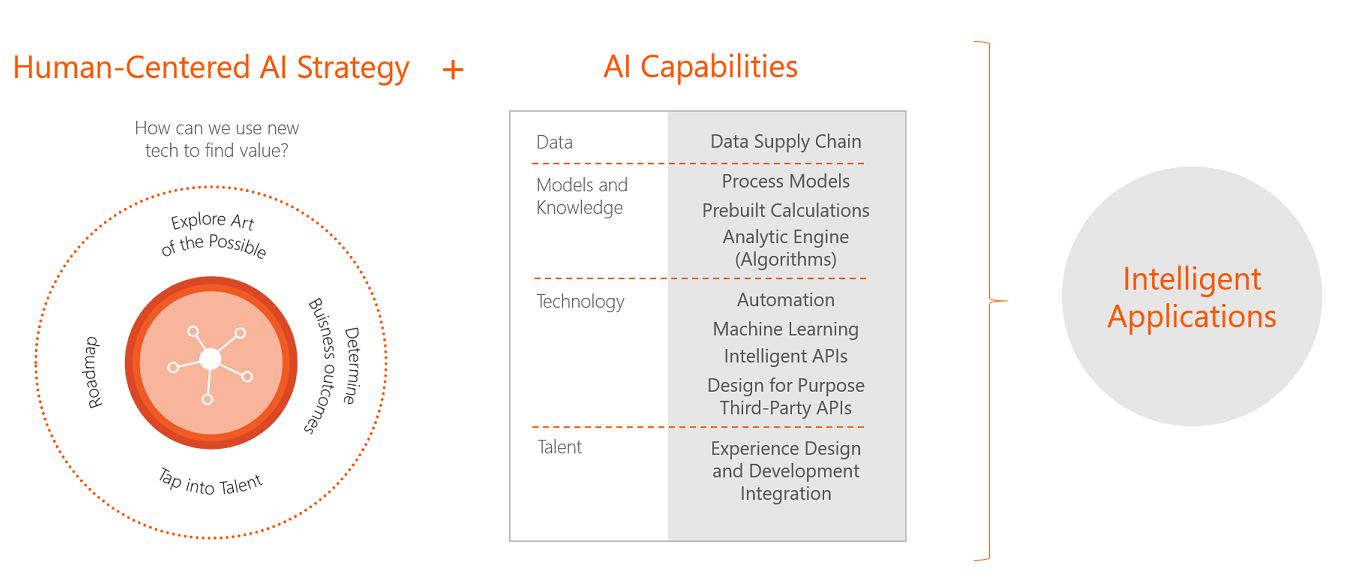 Human-Centered AI Strategy
+
AI Capabilities
How can we use new
tech to find value?
Explore Art
of the Possible
Determine
Buisness outcomes
Tap into Talent
Roadmap
Data
Data Supply Chain
Models and
Knowledge
Process Models
Prebuilt Calculations
Analytic Engine
(Algorithms)
Technology
Automation
Machine Learning
Intelligent APIs
Design for Purpose
Third-Party APIs
Talent
Experience Design
and Development
Integration
Intelligent
Applications